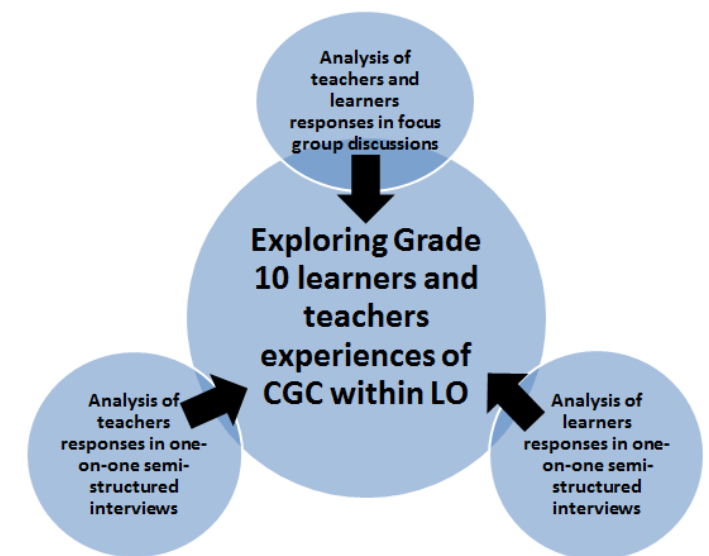 Analysis of
teachers and
learners
responses in focus
group discussions
Exploring Grade
10 learners and
teachers
experiences of
CGC within LO
Analysis of
teachers
responses in one-
on-one semi-
structured
interviews
Analysis of
learners
responses in one-
on-one semi-
structured
interviews